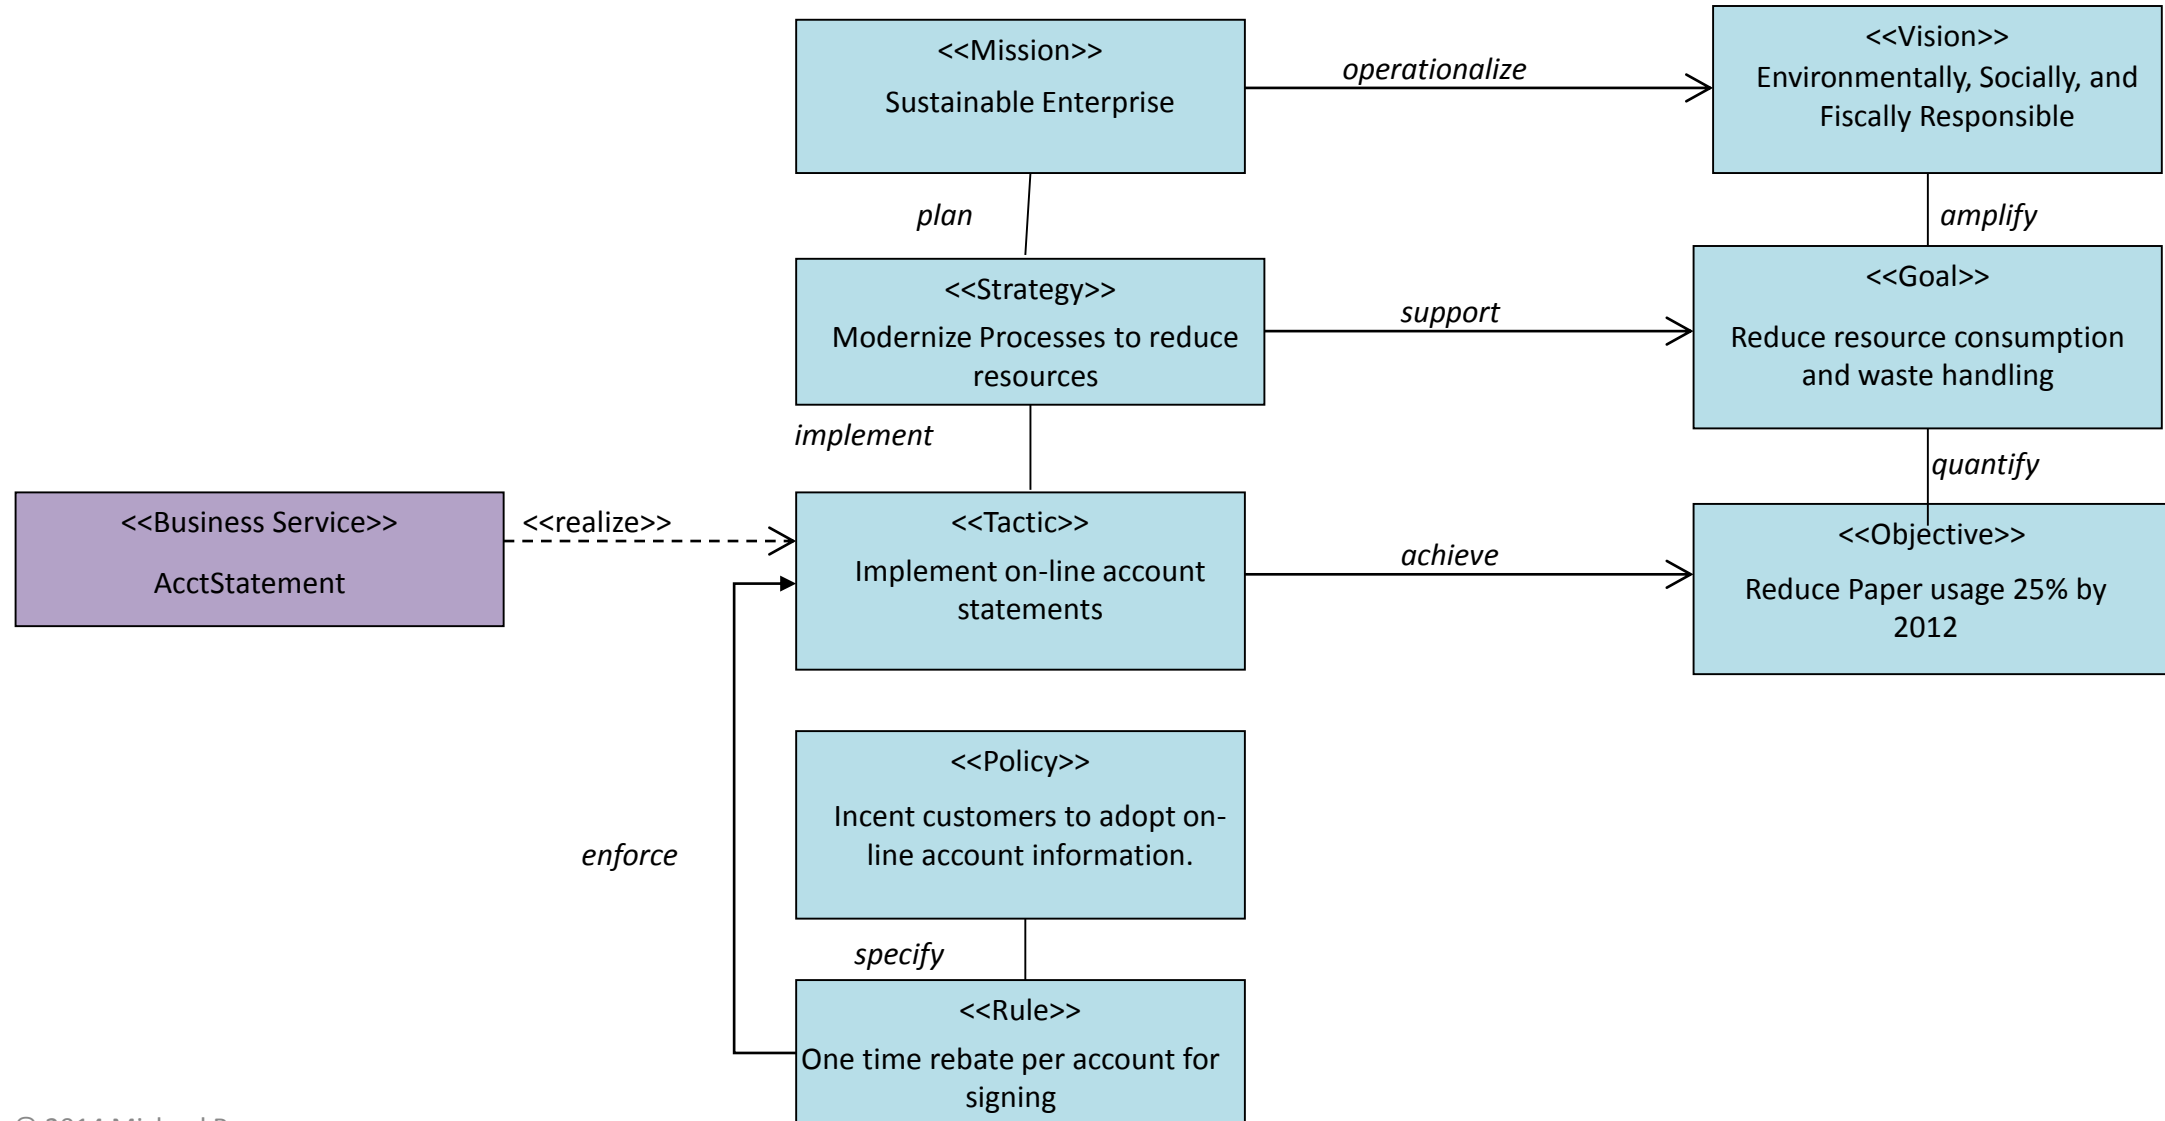 <<Mission>>
Sustainable Enterprise
operationalize
<<Vision>>
Environmentally, Socially, and
Fiscally Responsible
plan
amplify
<<Strategy>>
Modernize Processes to reduce
resources
support
<<Goal>>
Reduce resource consumption
and waste handling
implement
quantify
<<Business Service>>
AcctStatement
<<realize>>
<<Tactic>>
Implement on-line account
statements
achieve
<<Objective>>
Reduce Paper usage 25% by
2012
<<Policy>>
Incent customers to adopt on-
line account information.
enforce
specify
<<Rule>>
One time rebate per account for
signing
© 2014 Michael